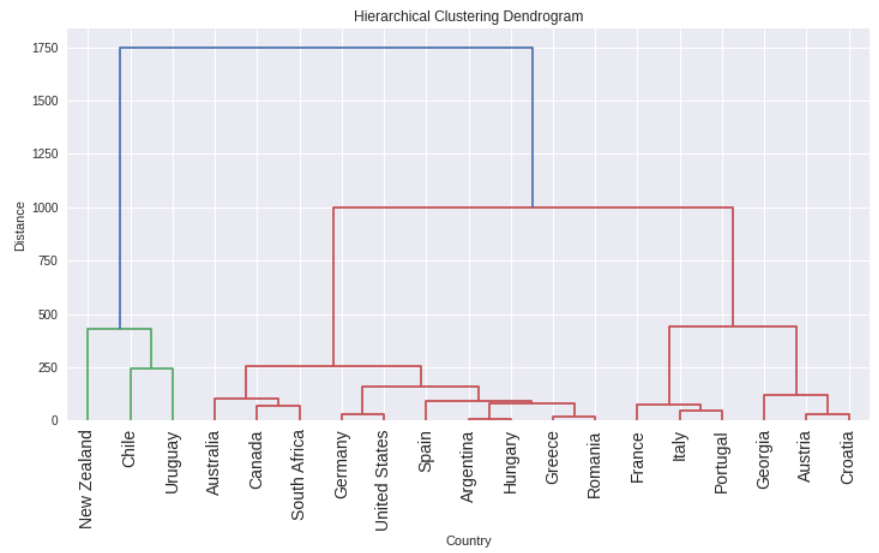 Hierarchical Clustering Dendrogram
1750
1500
1250
1000
750
500
250
0
Distance
New Zealand
Chile
Uruguay
Australia
Canada
South Africa
Germany
United States
Spain
Argentina
Hungary
Greece
Romania
France
Italy
Portugal
Georgia
Austria
Croatia
Country